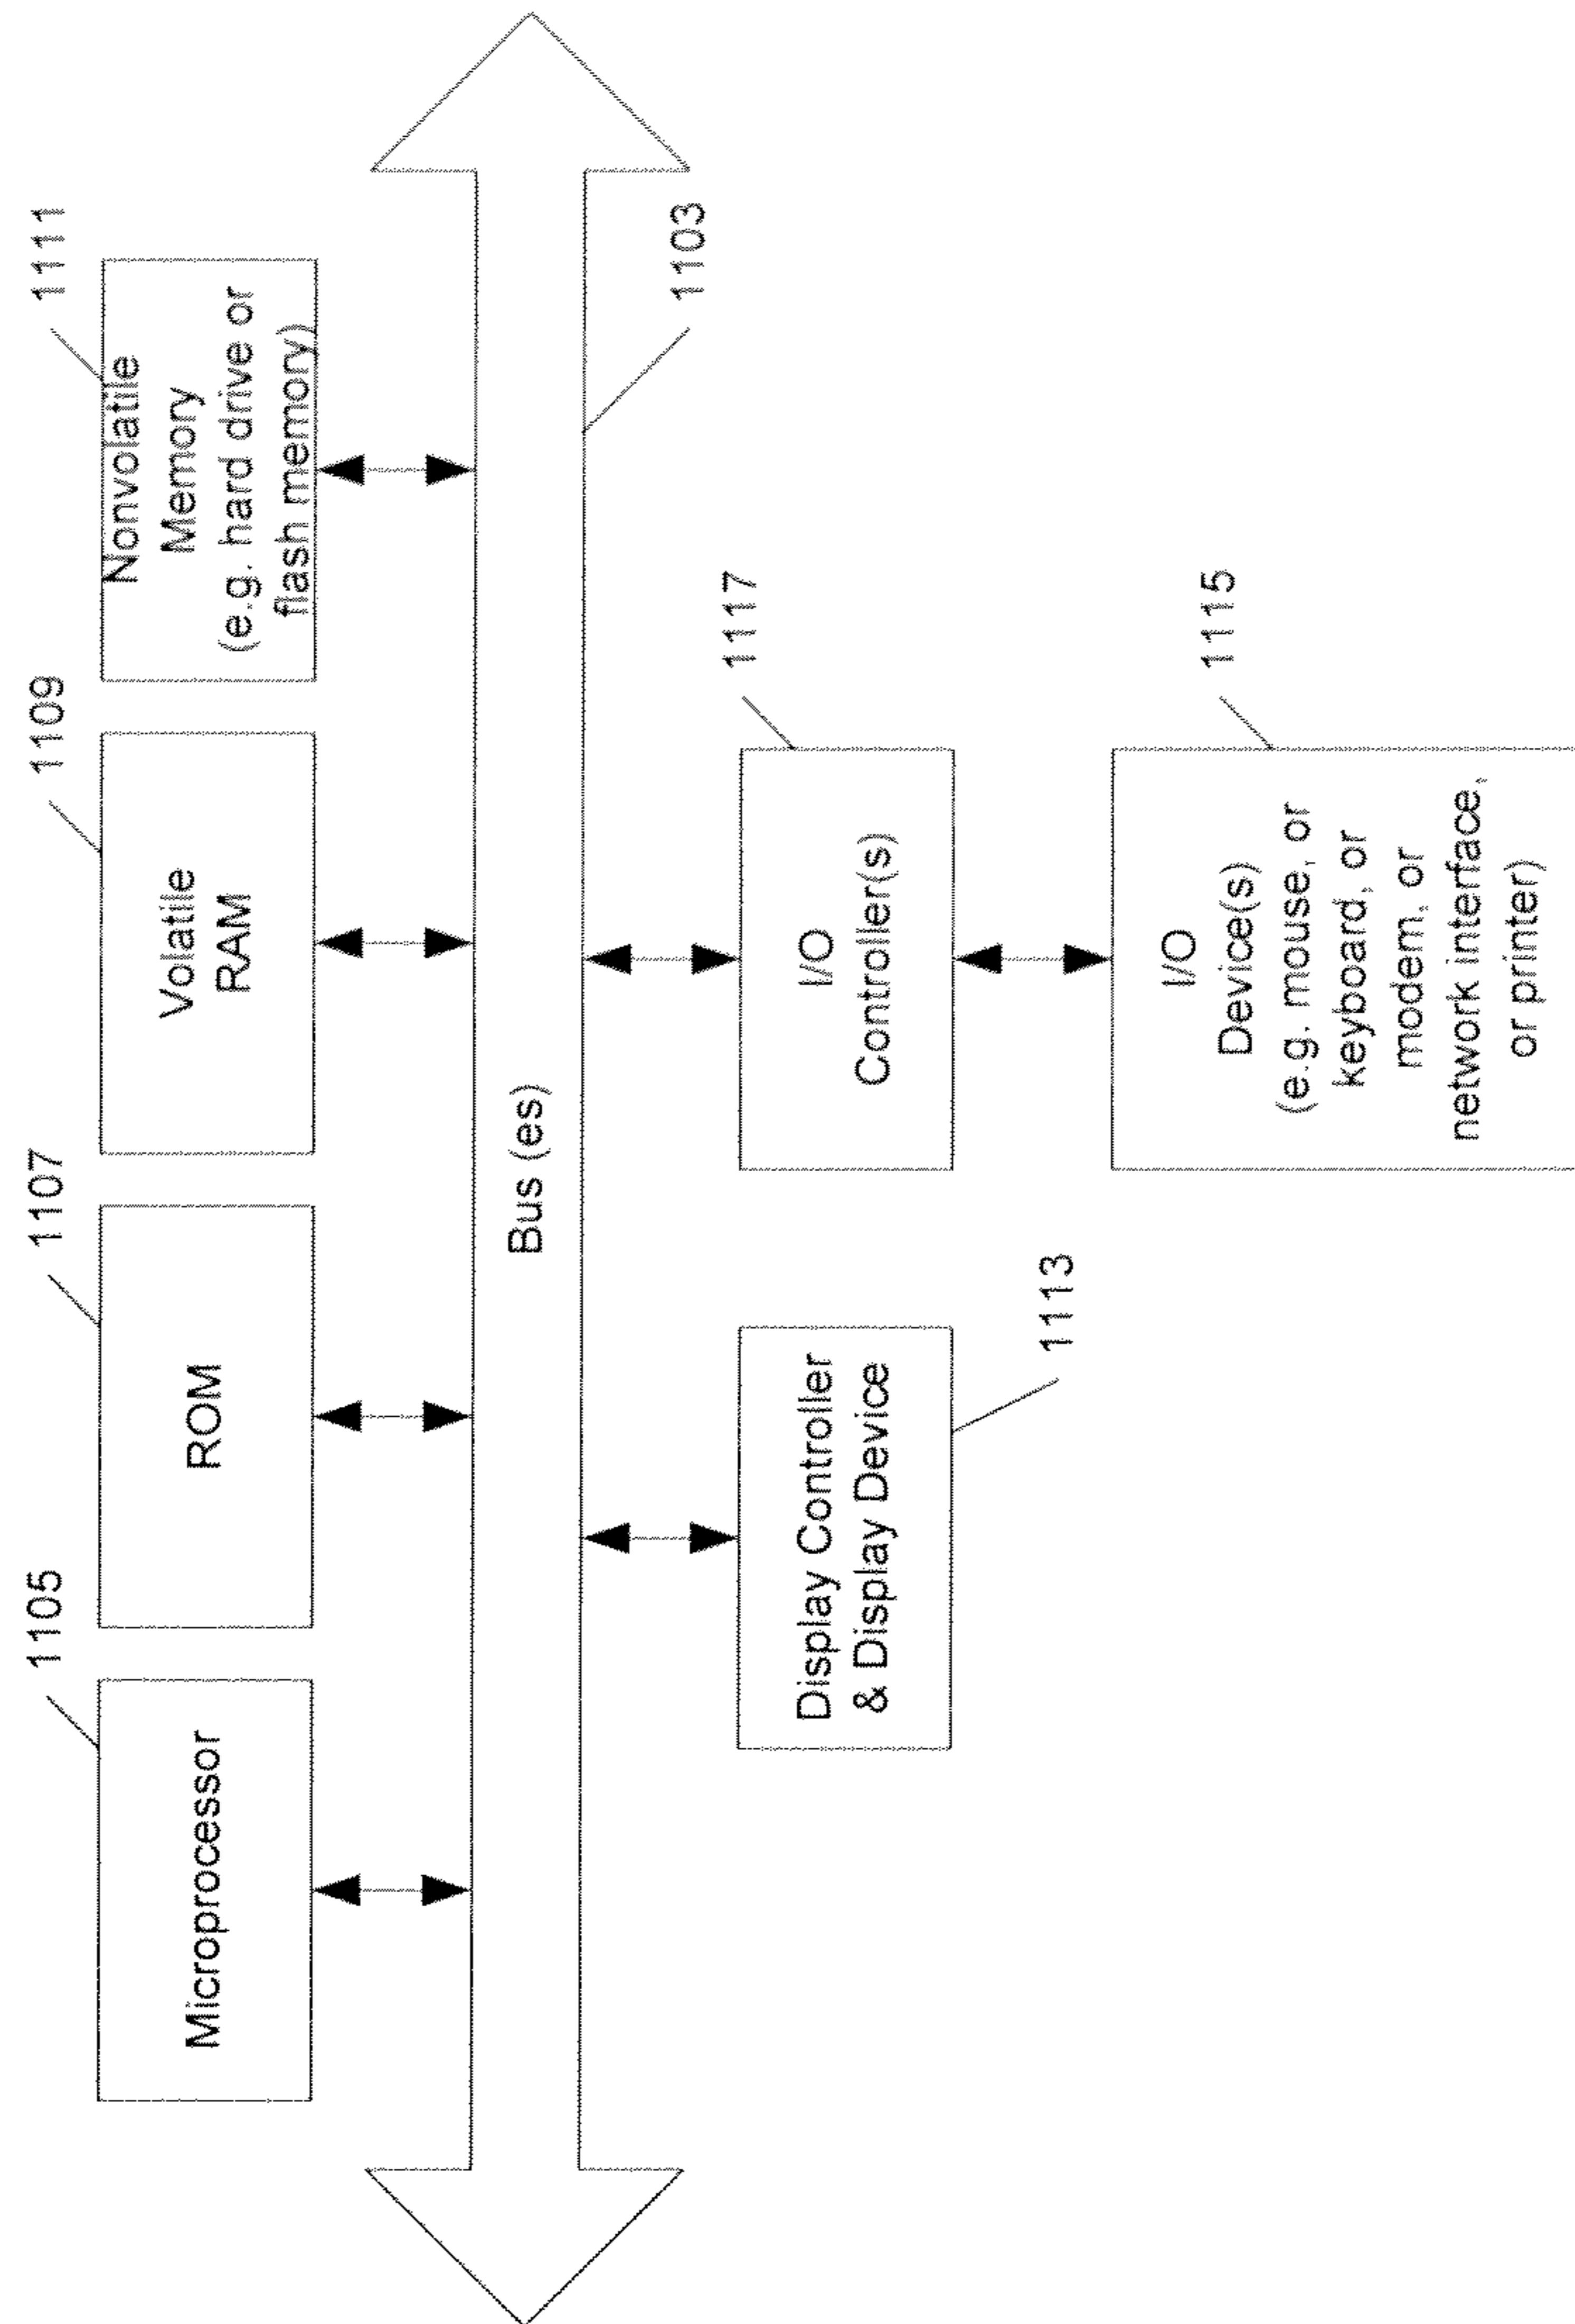 1105
Microprocessor
1107
ROM
1109
Volatile
RAM
1111
Nonvolatile
Memory
(e.g. hard drive or
flash memory)
Bus (es)
1103
Display Controller
& Display Device
1113
1117
I/O
Controller(s)
1115
I/O
Device(s)
(e.g. mouse, or
keyboard, or
modem, or
network interface,
or printer)